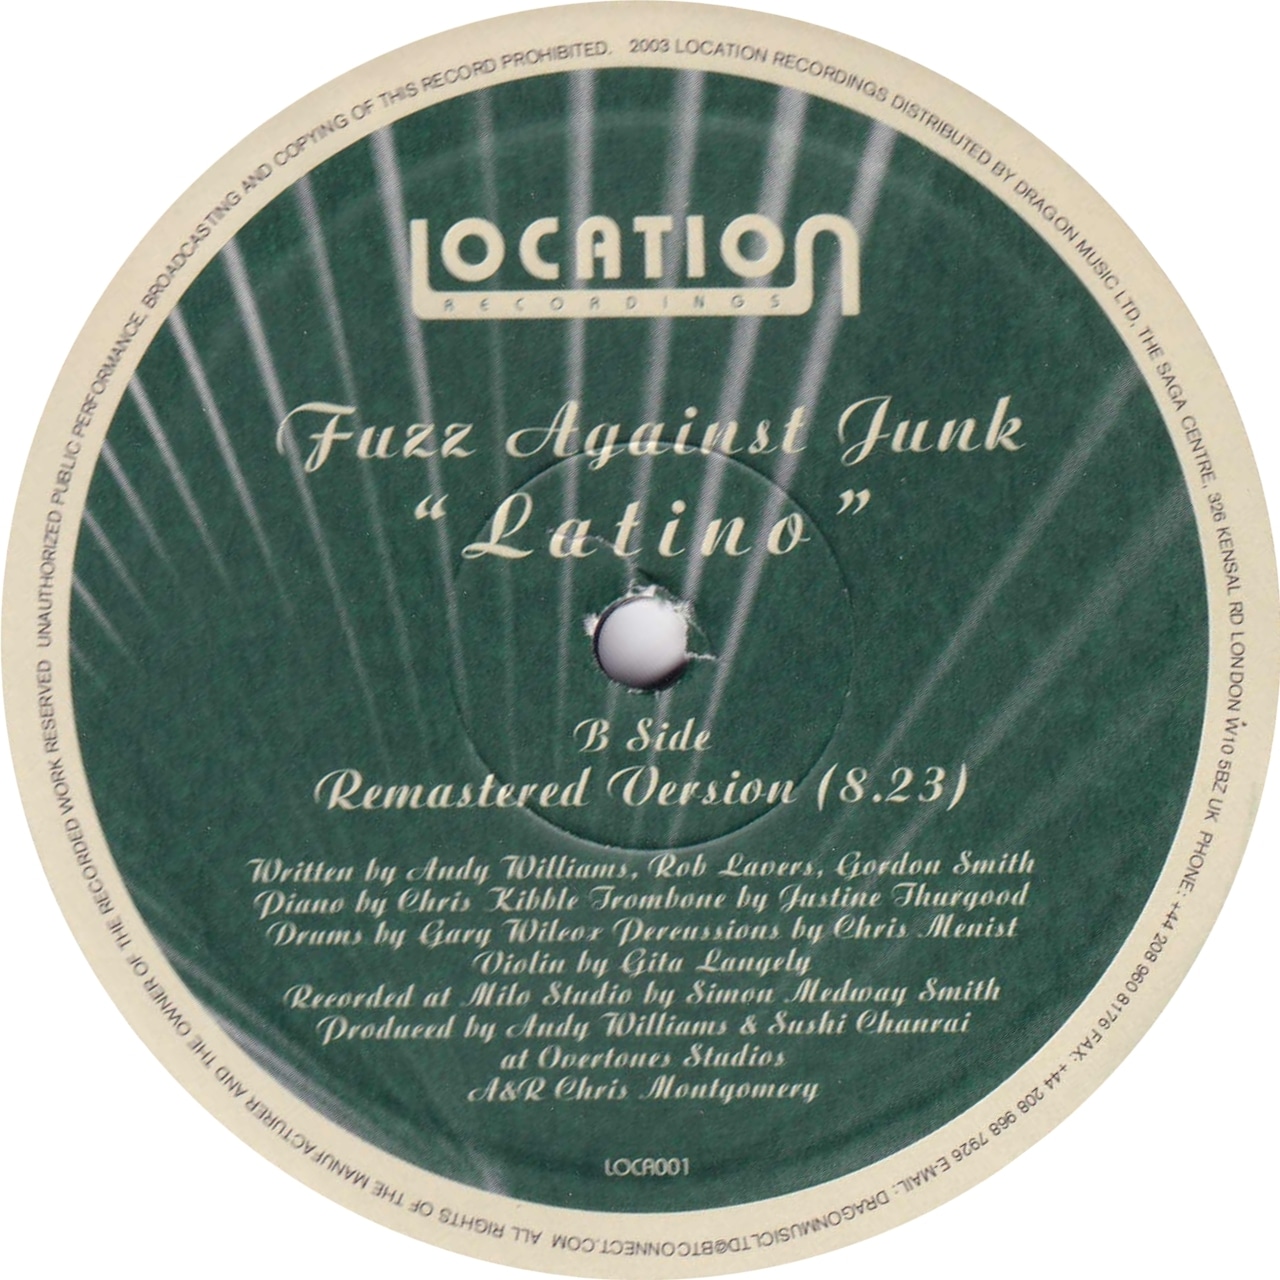 LOCATION
RECORDINGS
Fuzz Against Junk
“Latino”
B Side
Remastered Version (8.23)
Written by Andy Williams, Rob Lavers, Gordon Smith
Piano by Chris Kibble Trombone by Justine Thurgood
Drums by Gary Wilcox Percussions by Chris Menist
Violin by Gita Langely
Recorded at Milo Studio by Simon Medway Smith
Produced by Andy Williams & Sushi Chanrai
at Overtones Studios
A&R Chris Montgomery
LOCA001
ALL RIGHTS OF THE MANUFACTURER AND THE OWNER OF THE RECORDED WORK RESERVED UNAUTHORIZED PUBLIC PERFORMANCE, BROADCASTING AND COPYING OF THIS RECORD PROHIBITED. 2003 LOCATION RECORDINGS DISTRIBUTED BY DRAGON MUSIC LTD, THE SAGA CENTRE, 326 KENSAL RD LONDON W10 5BZ UK PHONE: +44 208 960 8176 FAX: +44 208 968 7926 E-MAIL: DRAGONMUSICLTD@BTCONNECT.COM